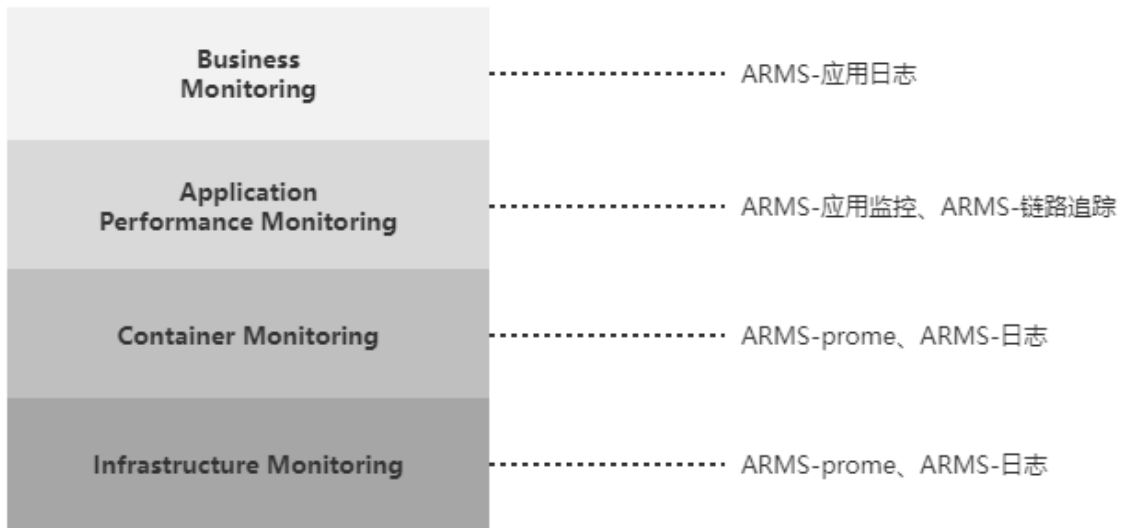 Business
Monitoring
ARMS-应用日志
Application
Performance Monitoring
ARMS-应用监控、ARMS-链路追踪
Container Monitoring
ARMS-prome、ARMS-日志
Infrastructure Monitoring
ARMS-prome、ARMS-日志